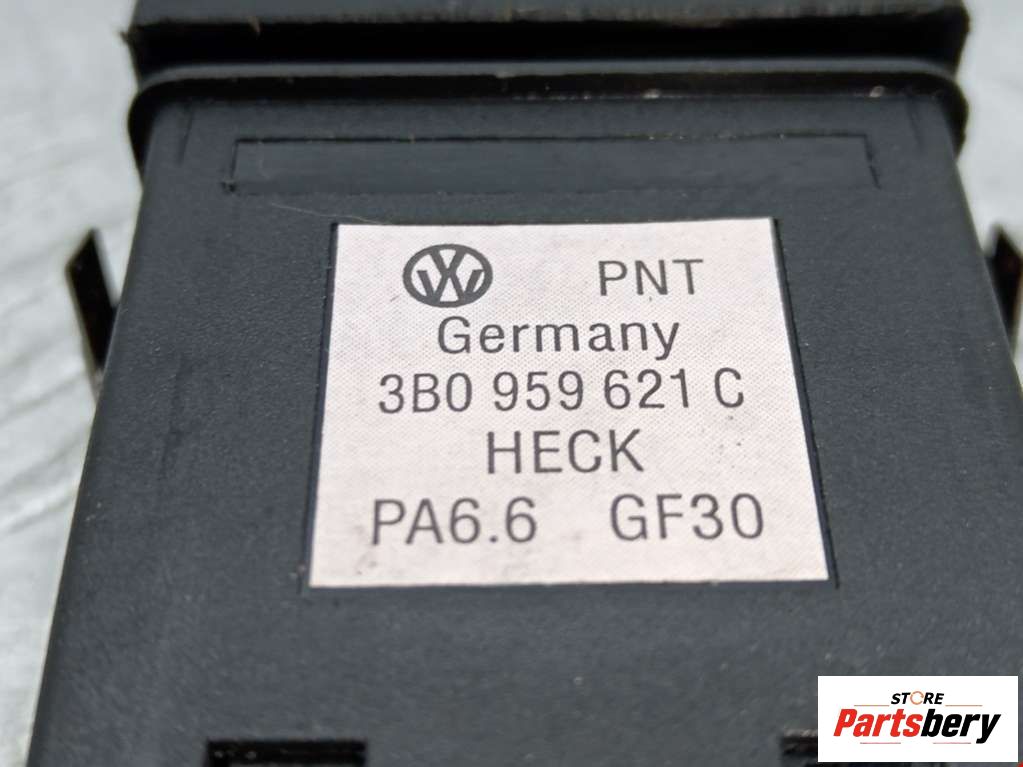 PNT
Germany
3B0 959 621 C
HECK
PA6.6 GF30
STORE
Partsbery